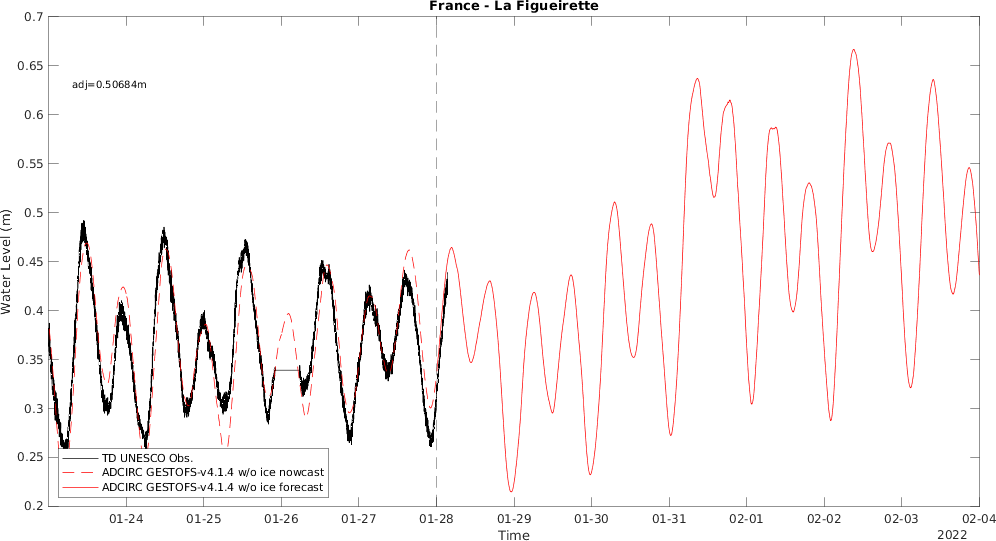 France - La Figueirette
0.7
0.65
0.6
0.55
0.5
0.45
0.4
0.35
0.3
0.25
0.2
Water Level (m)
adj=0.50684m
TD UNESCO Obs.
ADCIRC GESTOFS-v4.1.4 w/o ice nowcast
ADCIRC GESTOFS-v4.1.4 w/o ice forecast
01-24 01-25 01-26 01-27 01-28 01-29 01-30 01-31 02-01 02-02 02-03 02-04
Time
2022